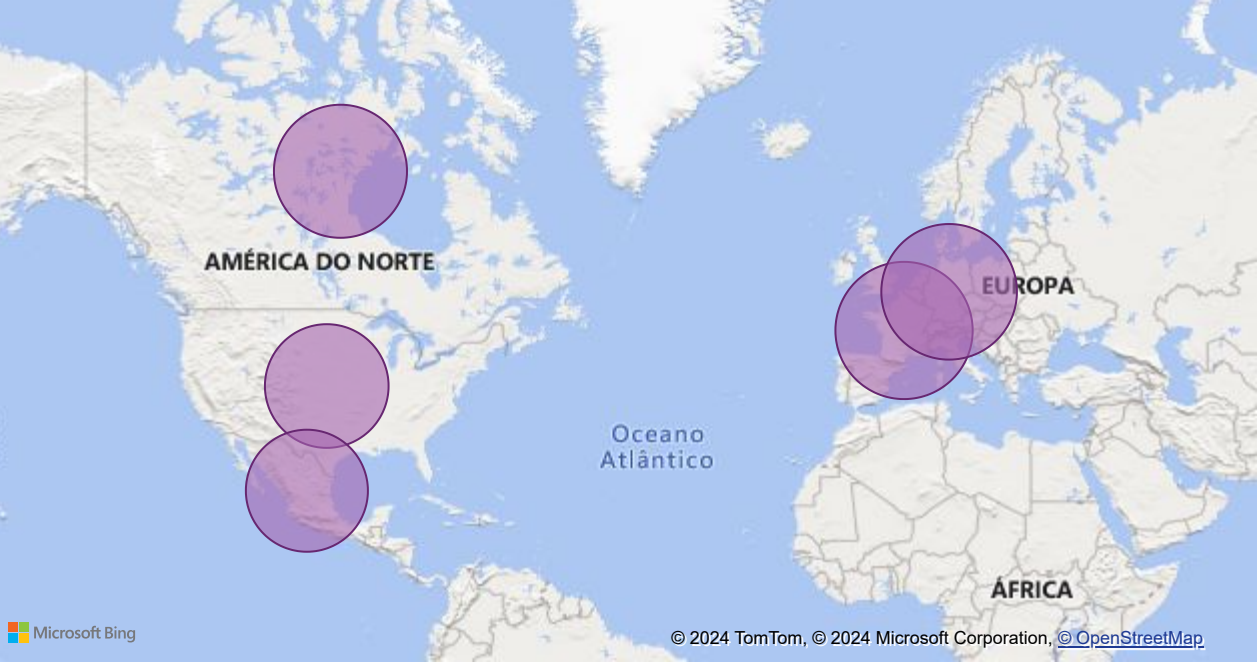 AMÉRICA DO NORTE
EUROPA
Oceano
Atlântico
ÁFRICA
Microsoft Bing
© 2024 TomTom, © 2024 Microsoft Corporation, © OpenStreetMap